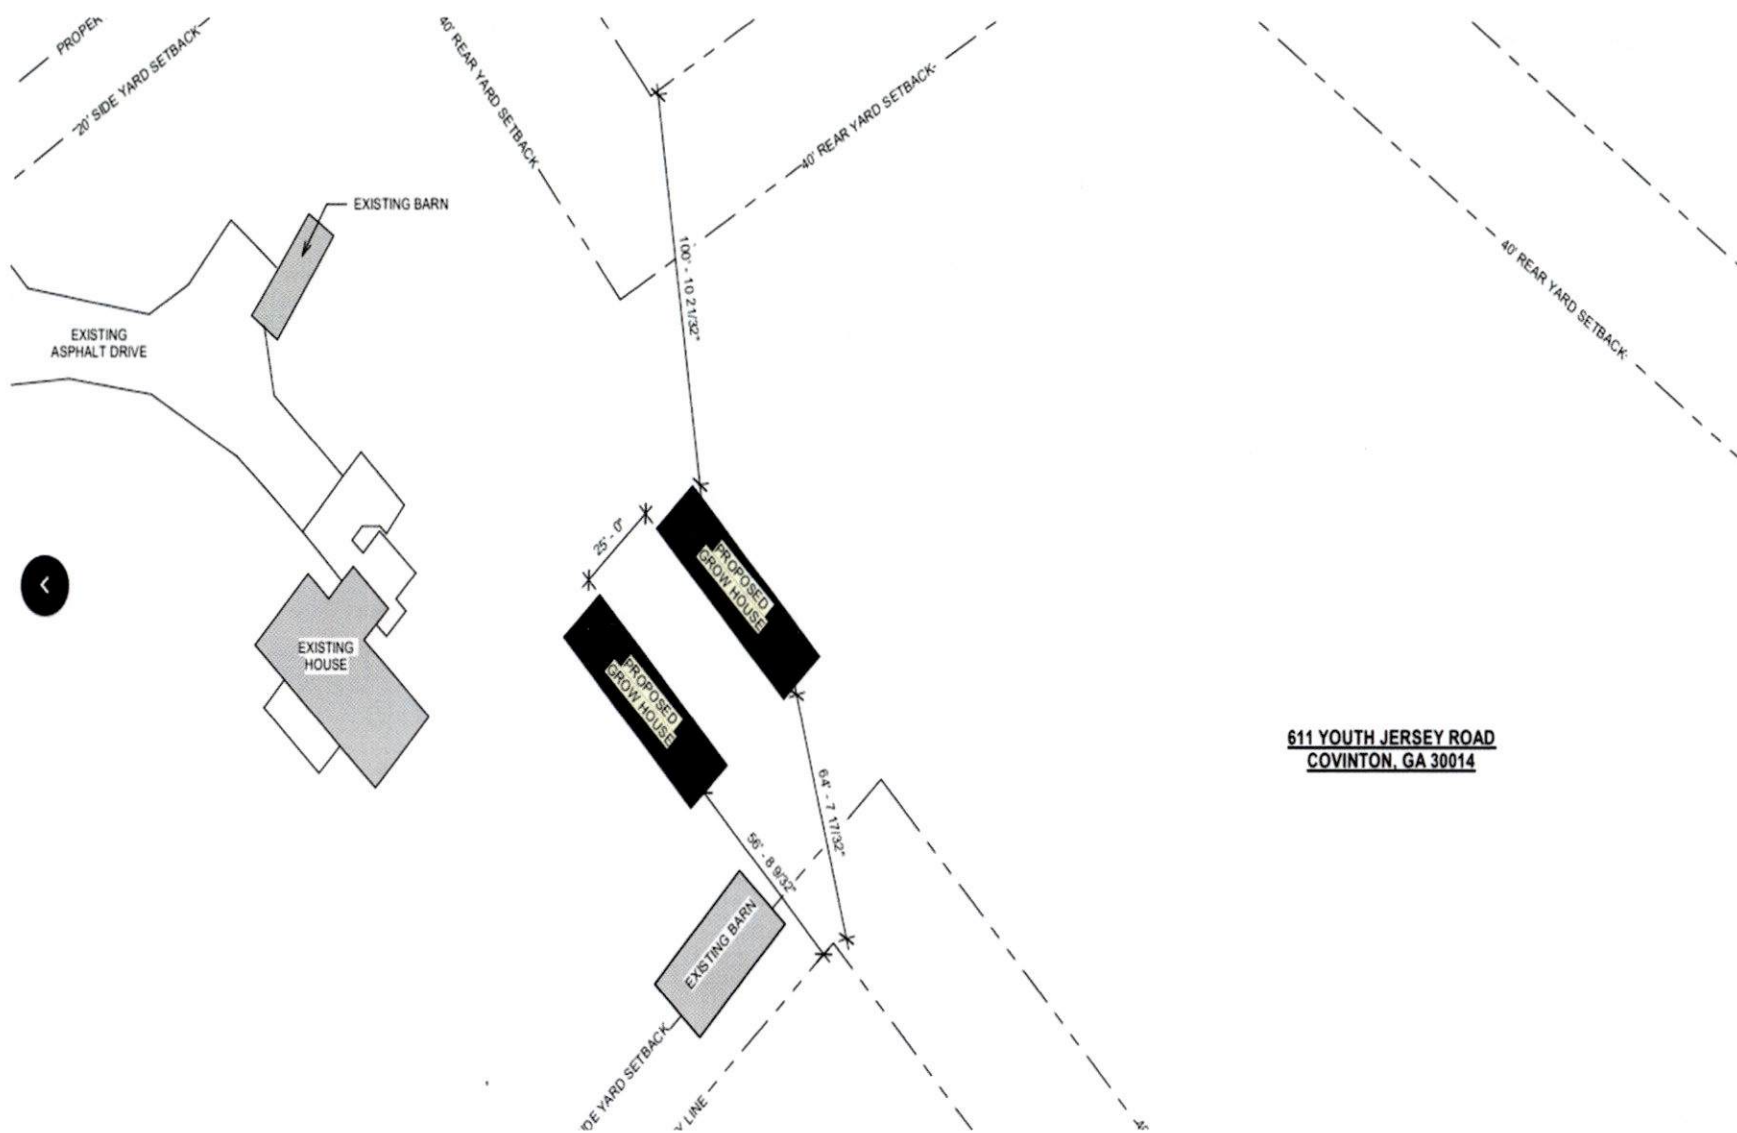 PROPER
20' SIDE YARD SETBACK
40' REAR YARD SETBACK
40' REAR YARD SETBACK
40' REAR YARD SETBACK
EXISTING BARN
EXISTING
ASPHALT DRIVE
100' - 10 21/32"
25' - 0"
PROPOSED
GROW HOUSE
PROPOSED
GROW HOUSE
EXISTING
HOUSE
611 YOUTH JERSEY ROAD
COVINTON, GA 30014
64' - 7 17/32"
56' - 8 9/32"
EXISTING BARN
IDE YARD SETBACK
Y LINE